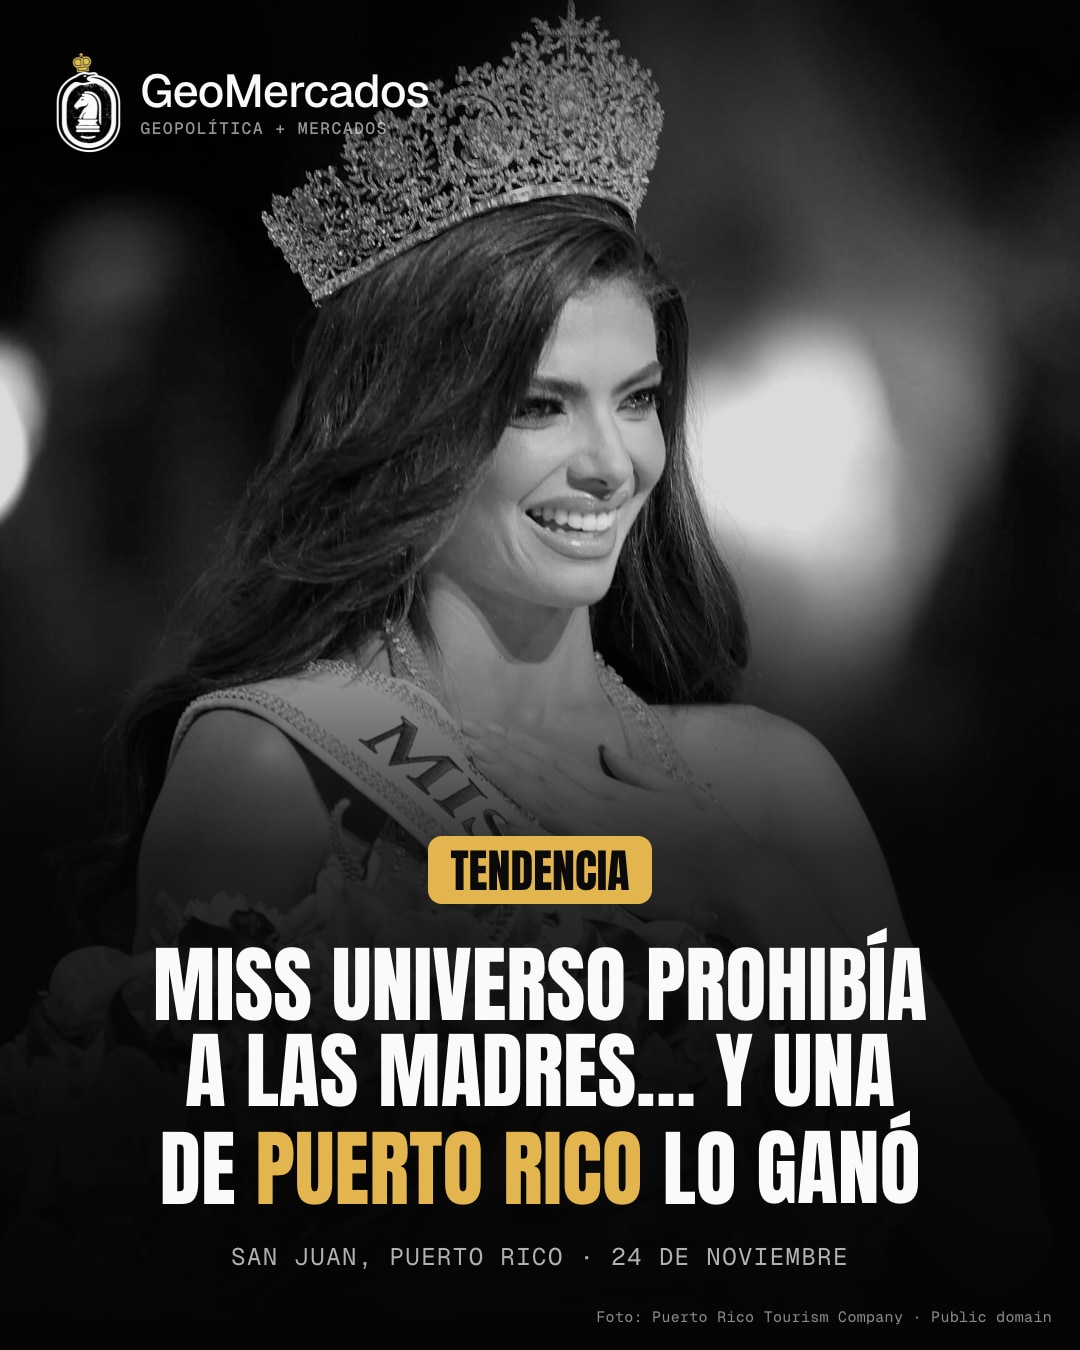 GeoMercados
GEOPOLÍTICA + MERCADOS
MIS
TENDENCIA
MISS UNIVERSO PROHIBÍA
A LAS MADRES... Y UNA
DE PUERTO RICO LO GANÓ
SAN JUAN, PUERTO RICO · 24 DE NOVIEMBRE
Foto: Puerto Rico Tourism Company · Public domain